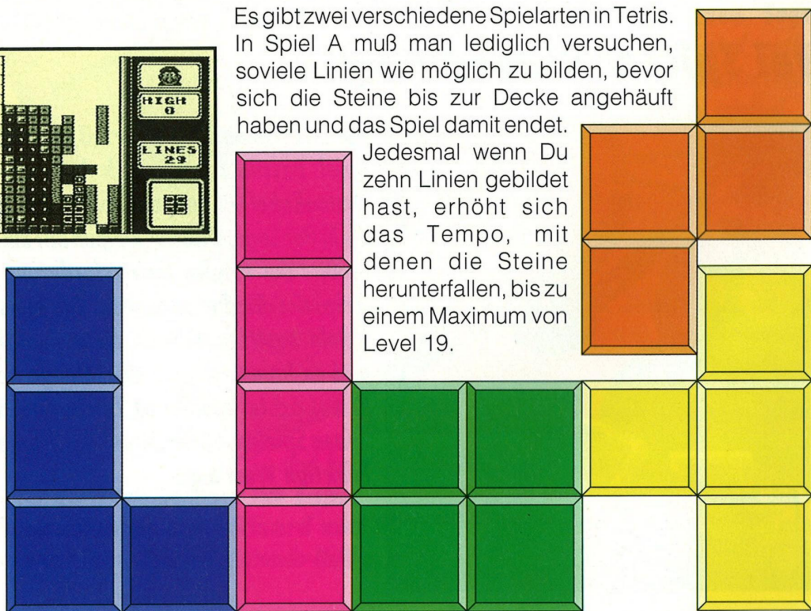 Es gibt zwei verschiedene Spielarten in Tetris.
In Spiel A muß man lediglich versuchen,
soviele Linien wie möglich zu bilden, bevor
sich die Steine bis zur Decke angehäuft
haben und das Spiel damit endet.
Jedesmal wenn Du
zehn Linien gebildet
hast, erhöht sich
das Tempo, mit
denen die Steine
herunterfallen, bis zu
einem Maximum von
Level 19.
HIGH
0
LINES
29